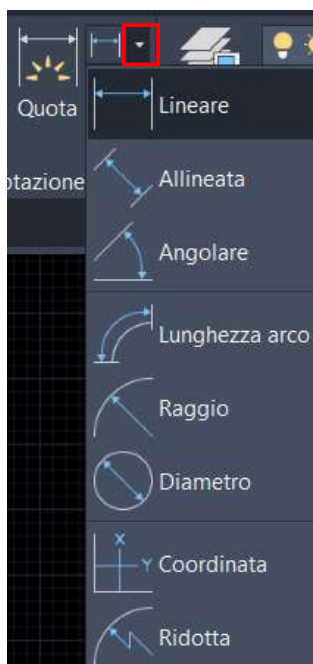 Quota
Lineare
otazione
Allineata
Angolare
Lunghezza arco
Raggio
Diametro
X
Y
Coordinata
Ridotta